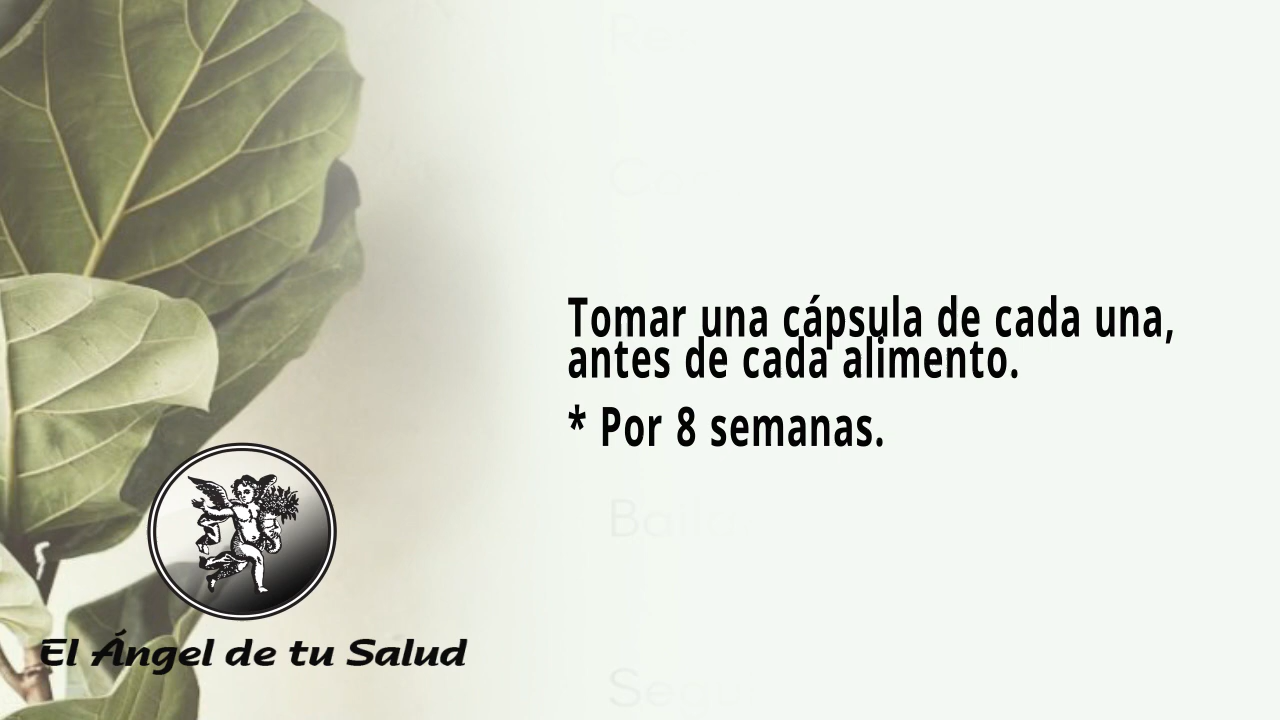 Tomar una cápsula de cada una,
antes de cada alimento.
* Por 8 semanas.
El Ángel de tu Salud